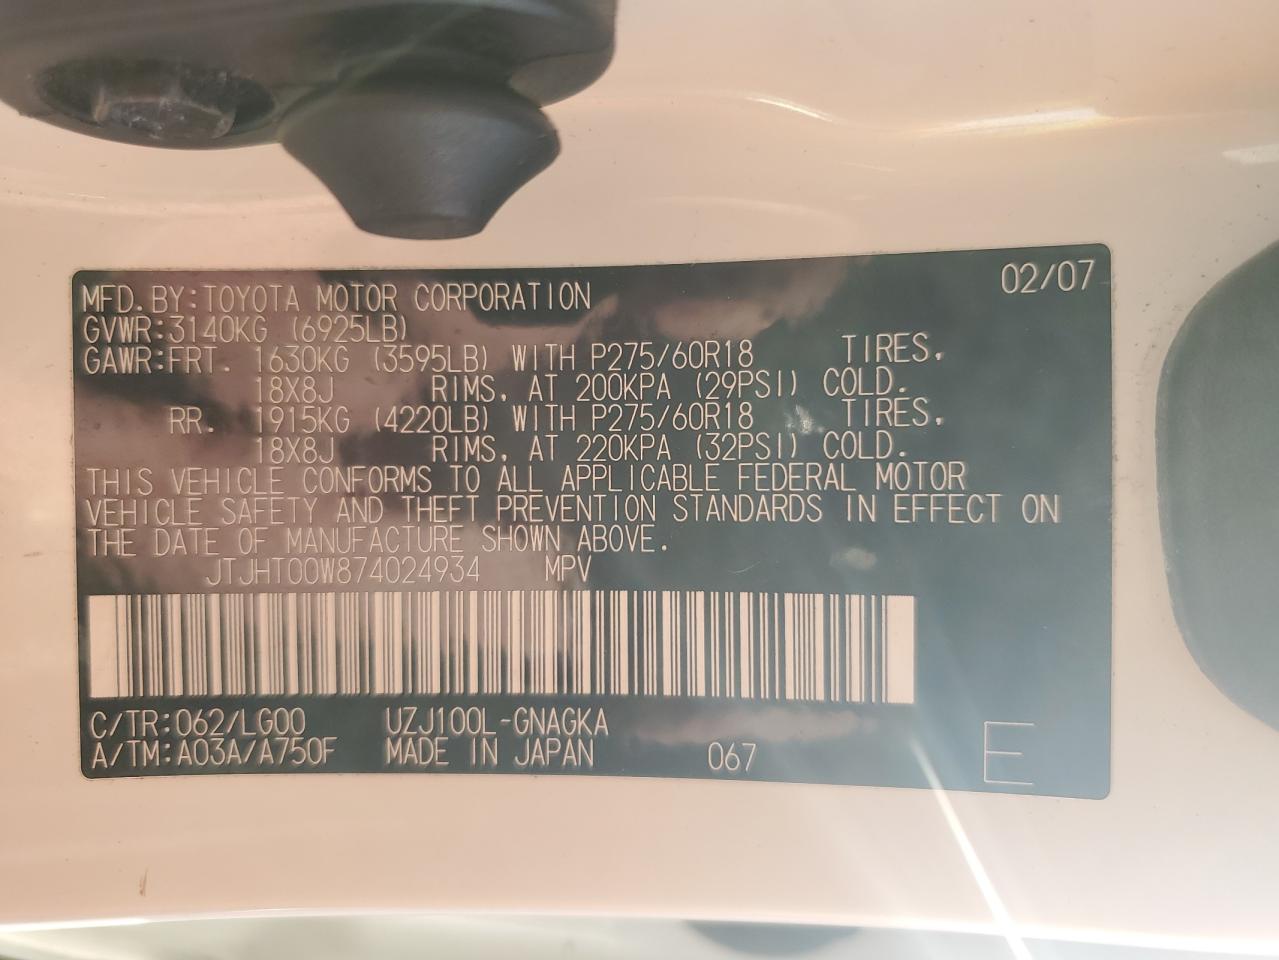 02/07
MFD. BY: TOYOTA MOTOR CORPORATION
GVWR: 3140KG (6925LB)
GAWR: FRT. 1630KG (3595LB) WITH P275/60R18 TIRES,
18X8J RIMS, AT 200KPA (29PSI) COLD.
RR. 1915KG (4220LB) WITH P275/60R18 TIRES,
18X8J RIMS, AT 220KPA (32PSI) COLD.
THIS VEHICLE CONFORMS TO ALL APPLICABLE FEDERAL MOTOR
VEHICLE SAFETY AND THEFT PREVENTION STANDARDS IN EFFECT ON
THE DATE OF MANUFACTURE SHOWN ABOVE.
JTJHT00W874024934 MPV
C/TR: 062/LG00 UZJ100L-GNAGKA
A/TM: A03A/A750F MADE IN JAPAN 067 E